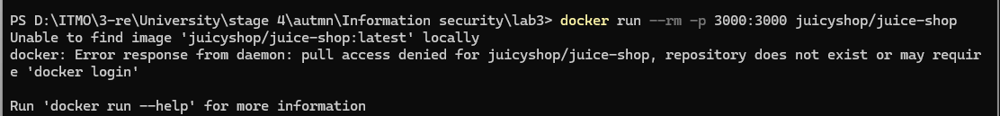 PS D:\ITMO\3-re\University\stage 4\autmn\Information security\lab3> docker run --rm -p 3000:3000 juicyshop/juice-shop
Unable to find image 'juicyshop/juice-shop:latest' locally
docker: Error response from daemon: pull access denied for juicyshop/juice-shop, repository does not exist or may requir
e 'docker login'
Run 'docker run --help' for more information